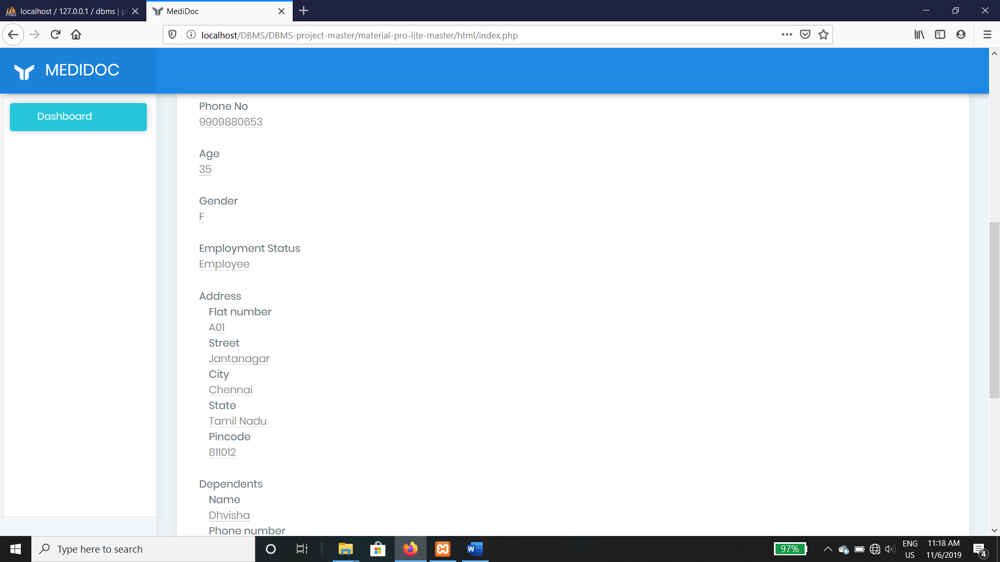 localhost / 127.0.0.1 / dbms | p
MediDoc
localhost/DBMS/DBMS-project-master/material-pro-lite-master/html/index.php
MEDIDOC
Dashboard
Phone No
9909880653
Age
35
Gender
F
Employment Status
Employee
Address
Flat number
A01
Street
Jantanagar
City
Chennai
State
Tamil Nadu
Pincode
811012
Dependents
Name
Dhvisha
Phone number
Type here to search
97%
ENG
US
11:18 AM
11/6/2019
4